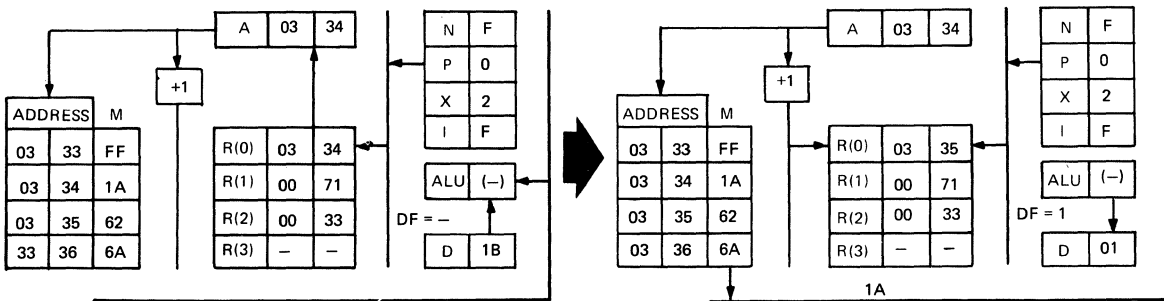 A 03 34
+1
N F
P 0
X 2
I F
ADDRESS M
03 33 FF
03 34 1A
03 35 62
33 36 6A
R(0) 03 34
R(1) 00 71
R(2) 00 33
R(3) – –
ALU (–)
DF = –
D 1B
A 03 34
+1
N F
P 0
X 2
I F
ADDRESS M
03 33 FF
03 34 1A
03 35 62
03 36 6A
R(0) 03 35
R(1) 00 71
R(2) 00 33
R(3) – –
ALU (–)
DF = 1
D 01
1A